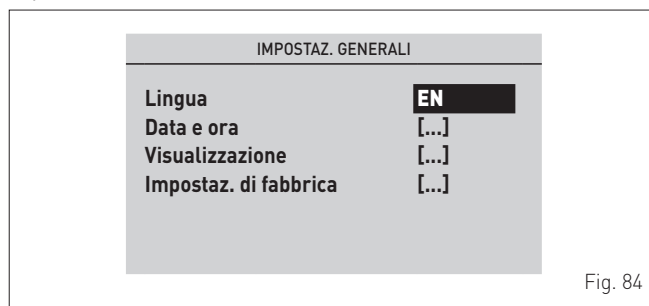 IMPOSTAZ. GENERALI
Lingua EN
Data e ora [...]
Visualizzazione [...]
Impostaz. di fabbrica [...]
Fig. 84